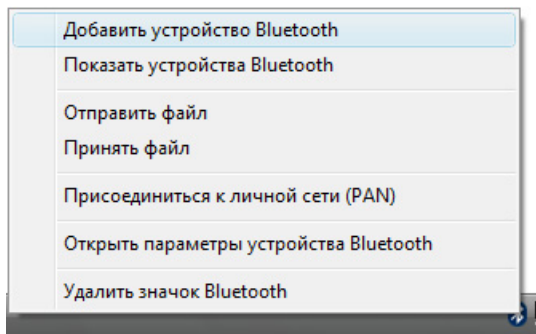 Добавить устройство Bluetooth
Показать устройства Bluetooth
Отправить файл
Принять файл
Присоединиться к личной сети (PAN)
Открыть параметры устройства Bluetooth
Удалить значок Bluetooth